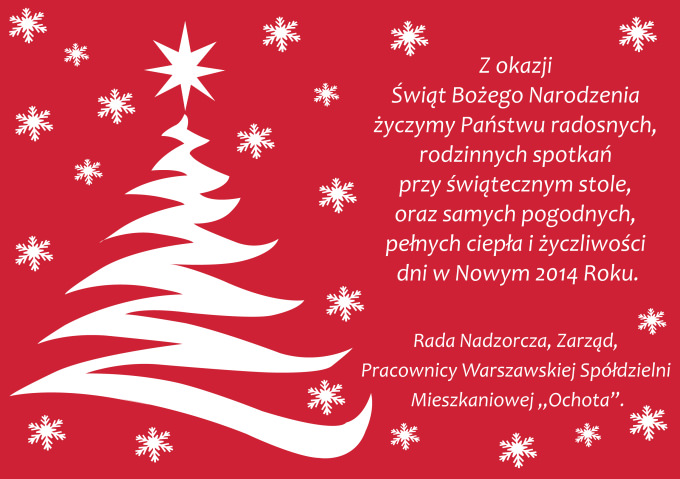 Z okazji
Świąt Bożego Narodzenia
życzymy Państwu radosnych,
rodzinnych spotkań
przy świątecznym stole,
oraz samych pogodnych,
pełnych ciepła i życzliwości
dni w Nowym 2014 Roku.
Rada Nadzorcza, Zarząd,
Pracownicy Warszawskiej Spółdzielni
Mieszkaniowej ,,Ochota”.